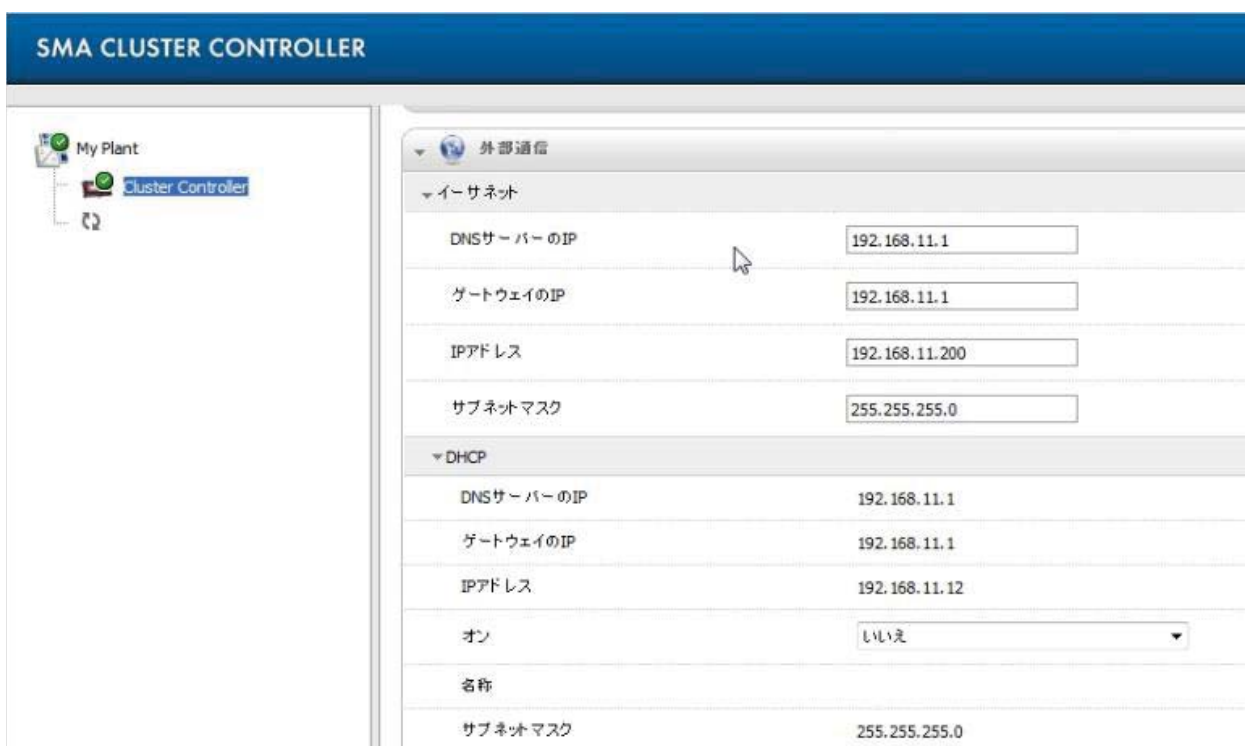 SMA CLUSTER CONTROLLER
My Plant
Cluster Controller
外部通信
イーサネット
DNSサーバーのIP 192.168.11.1
ゲートウェイのIP 192.168.11.1
IPアドレス 192.168.11.200
サブネットマスク 255.255.255.0
DHCP
DNSサーバーのIP 192.168.11.1
ゲートウェイのIP 192.168.11.1
IPアドレス 192.168.11.12
オン いいえ
名称
サブネットマスク 255.255.255.0